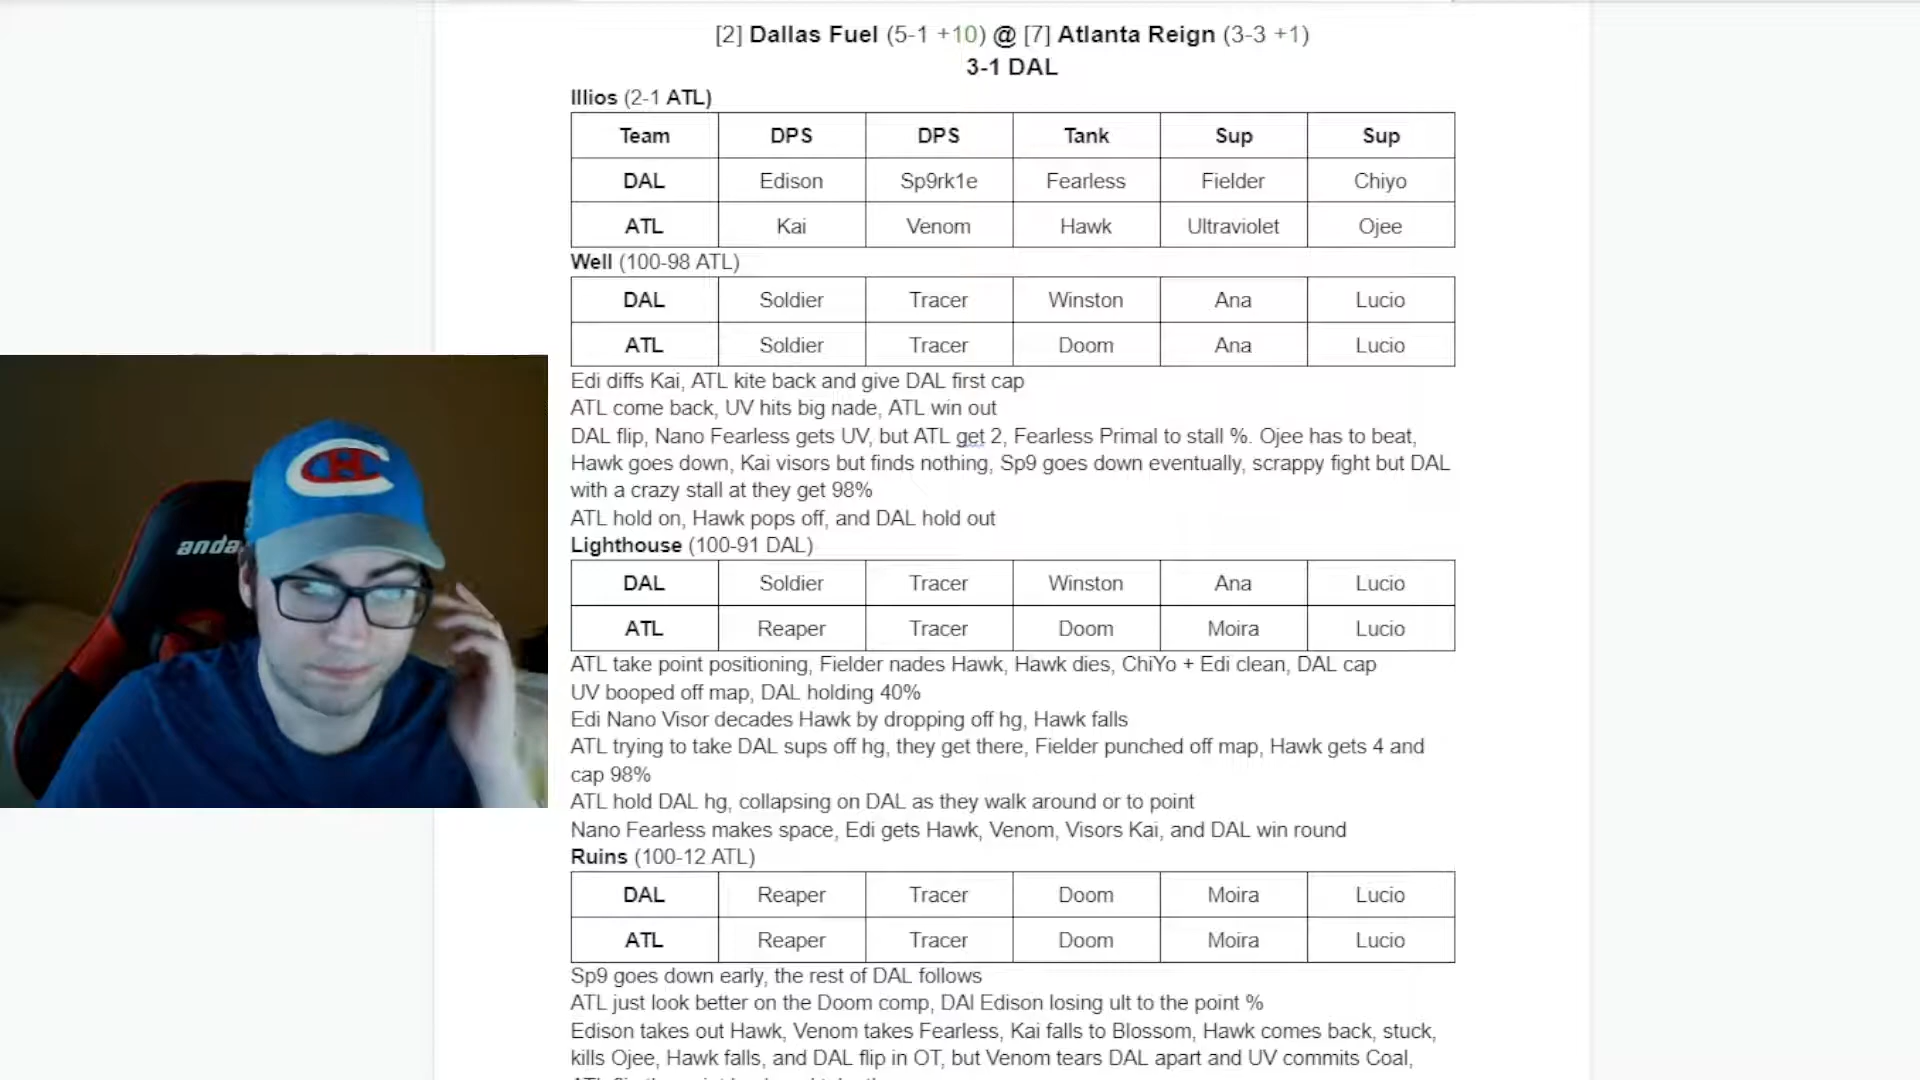 [2] Dallas Fuel (5-1 +10) @ [7] Atlanta Reign (3-3 +1)
3-1 DAL
Illios (2-1 ATL)
Team DPS DPS Tank Sup Sup
DAL Edison Sp9rk1e Fearless Fielder Chiyo
ATL Kai Venom Hawk Ultraviolet Ojee
Well (100-98 ATL)
DAL Soldier Tracer Winston Ana Lucio
ATL Soldier Tracer Doom Ana Lucio
Edi diffs Kai, ATL kite back and give DAL first cap
ATL come back, UV hits big nade, ATL win out
DAL flip, Nano Fearless gets UV, but ATL get 2, Fearless Primal to stall %. Ojee has to beat,
Hawk goes down, Kai visors but finds nothing, Sp9 goes down eventually, scrappy fight but DAL
with a crazy stall at they get 98%
ATL hold on, Hawk pops off, and DAL hold out
Lighthouse (100-91 DAL)
DAL Soldier Tracer Winston Ana Lucio
ATL Reaper Tracer Doom Moira Lucio
ATL take point positioning, Fielder nades Hawk, Hawk dies, ChiYo + Edi clean, DAL cap
UV booped off map, DAL holding 40%
Edi Nano Visor decades Hawk by dropping off hg, Hawk falls
ATL trying to take DAL sups off hg, they get there, Fielder punched off map, Hawk gets 4 and
cap 98%
ATL hold DAL hg, collapsing on DAL as they walk around or to point
Nano Fearless makes space, Edi gets Hawk, Venom, Visors Kai, and DAL win round
Ruins (100-12 ATL)
DAL Reaper Tracer Doom Moira Lucio
ATL Reaper Tracer Doom Moira Lucio
Sp9 goes down early, the rest of DAL follows
ATL just look better on the Doom comp, DAl Edison losing ult to the point %
Edison takes out Hawk, Venom takes Fearless, Kai falls to Blossom, Hawk comes back, stuck,
kills Ojee, Hawk falls, and DAL flip in OT, but Venom tears DAL apart and UV commits Coal,
anda
CH